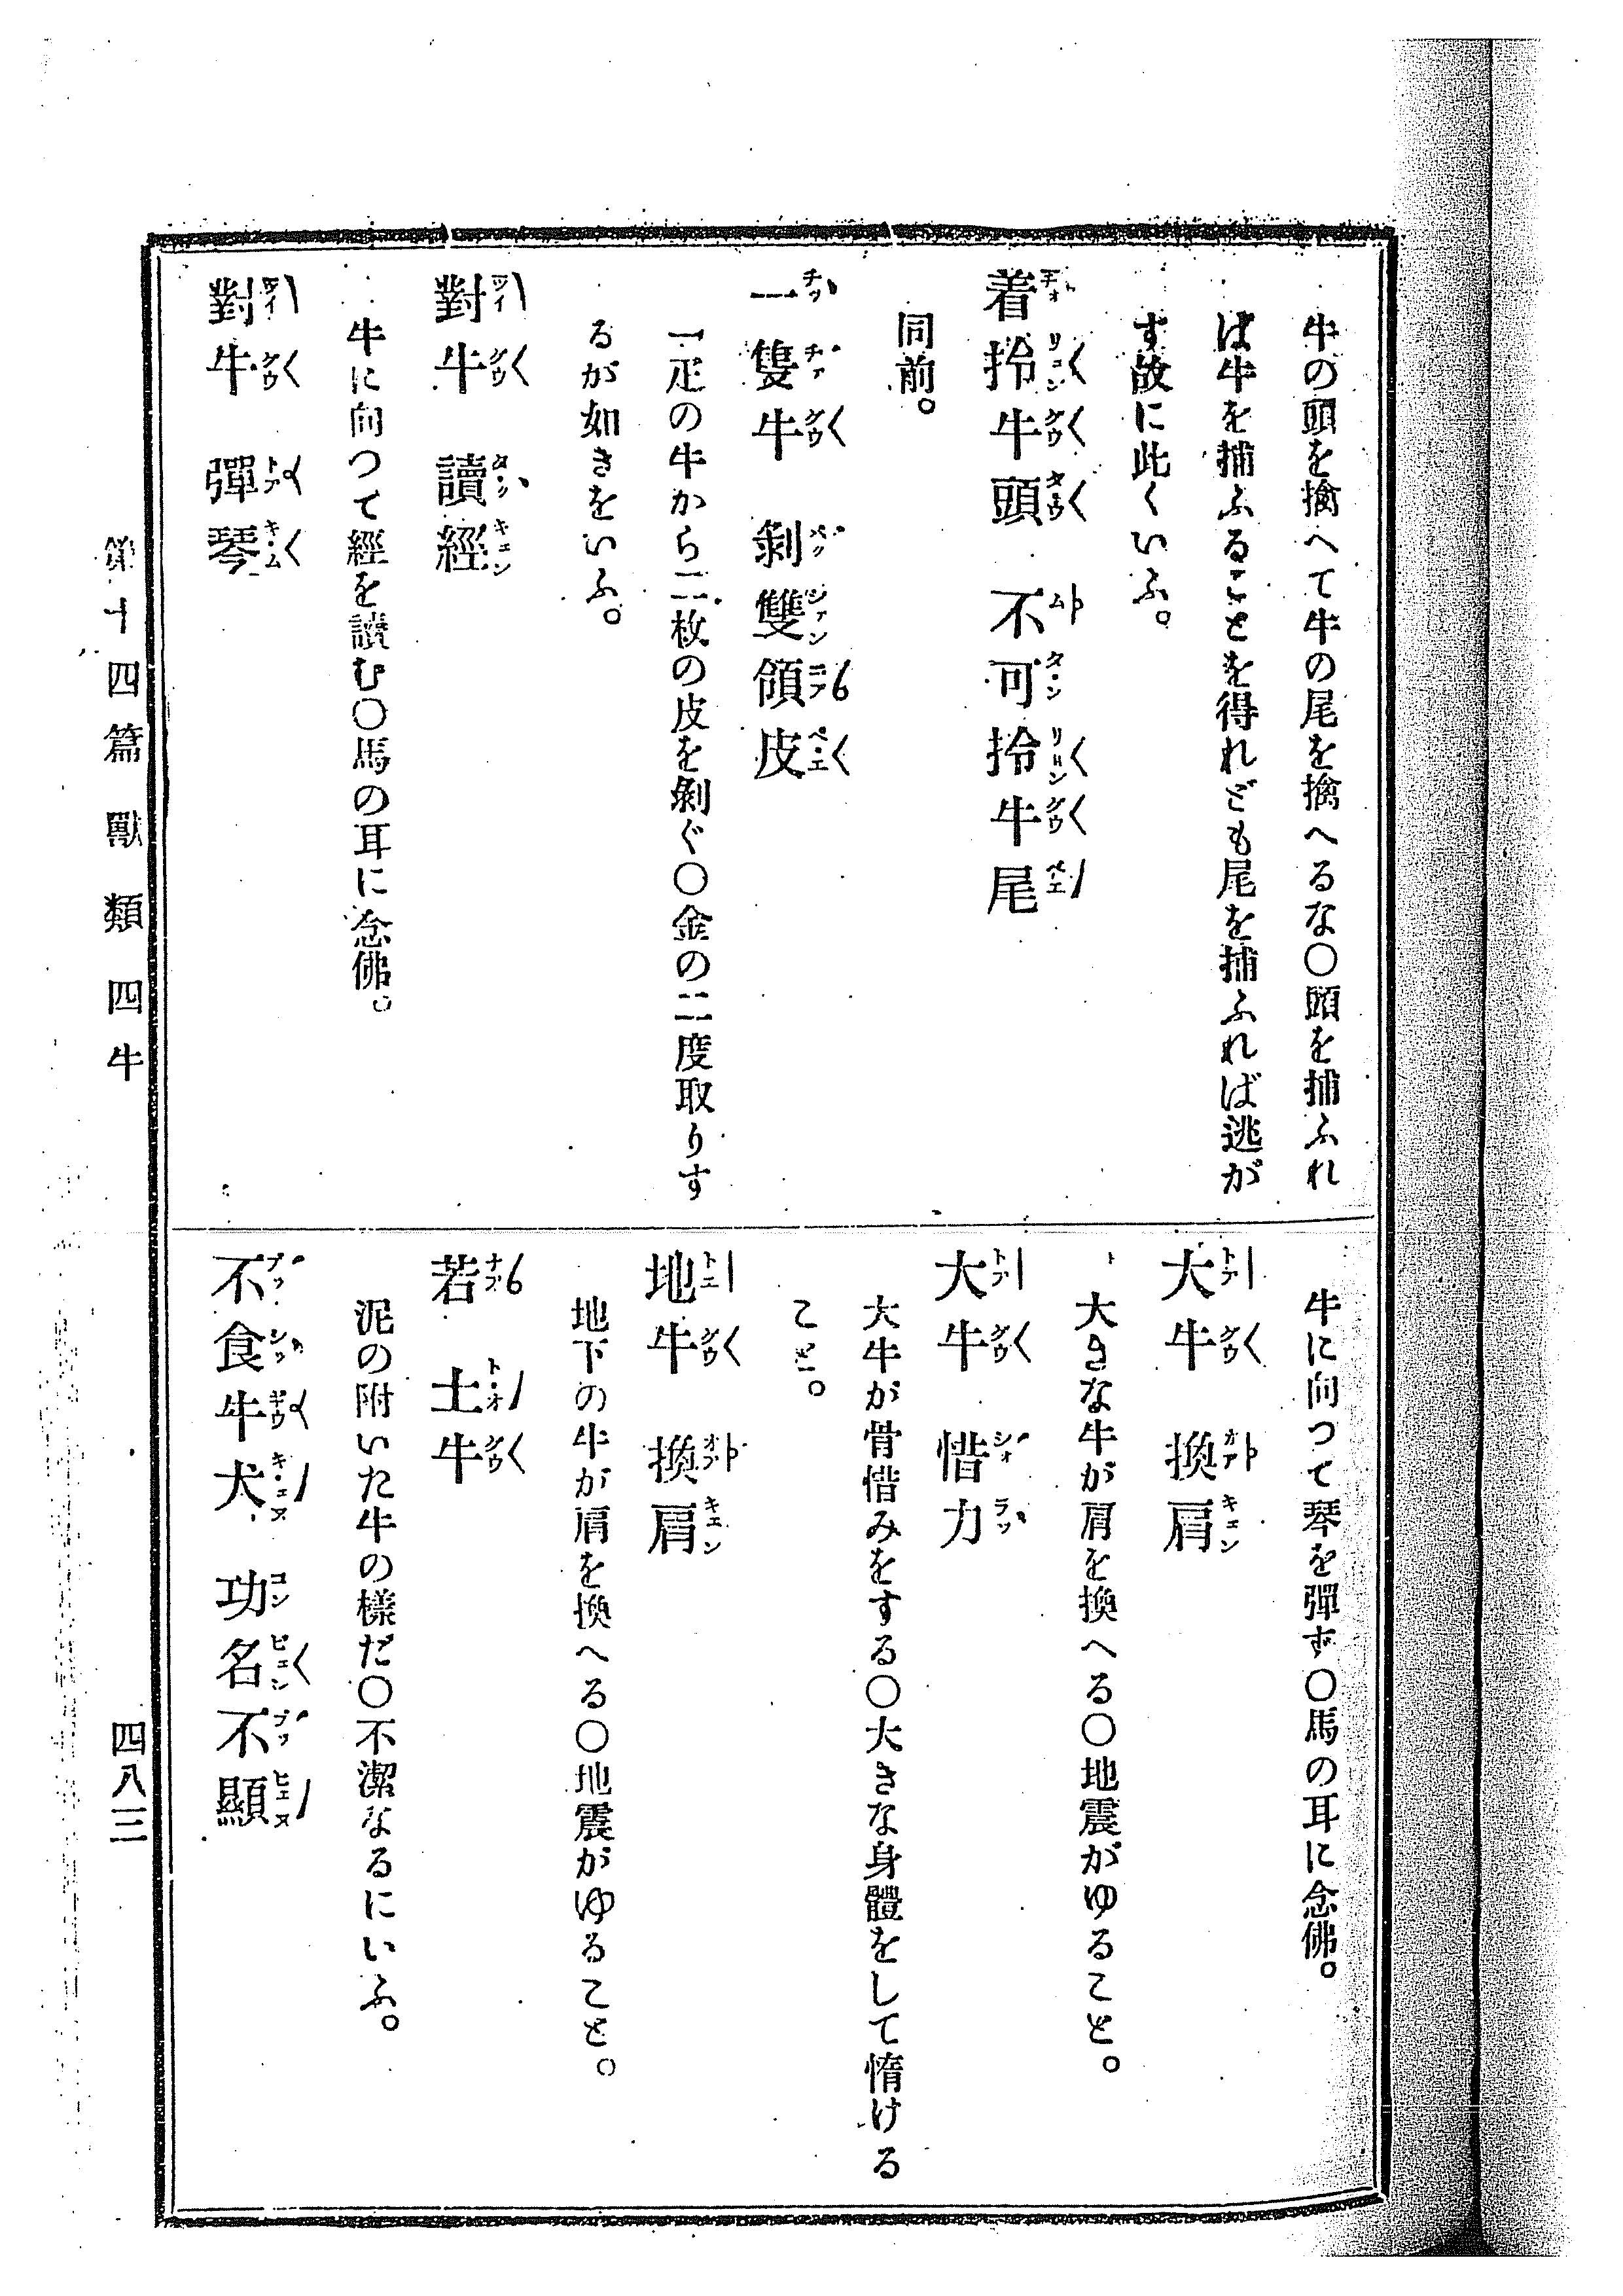 牛の頭を擒へて牛の尾を擒へるな〇頭を捕ふれ
ば牛を捕ふることを得れども尾を捕ふれば逃が
す故に此くいふ。
着拎牛頭　不可拎牛尾
同前。
一隻牛　剝雙領皮
一疋の牛から二枚の皮を剝ぐ〇金の二度取りす
るが如きをいふ。
對牛　讀經
牛に向つて經を讀む〇馬の耳に念佛。
對牛　彈琴
牛に向つて琴を彈ず〇馬の耳に念佛。
大牛　換肩
大きな牛が肩を換へる〇地震がゆること。
大牛　惜力
大牛が骨惜みをする〇大きな身體をして惰ける
こと。
地牛　換肩
地下の牛が肩を換へる〇地震がゆること。
若　土牛
泥の附いた牛の樣だ〇不潔なるにいふ。
不食牛犬　功名不顯
第十四篇　獸類　四牛
四八三